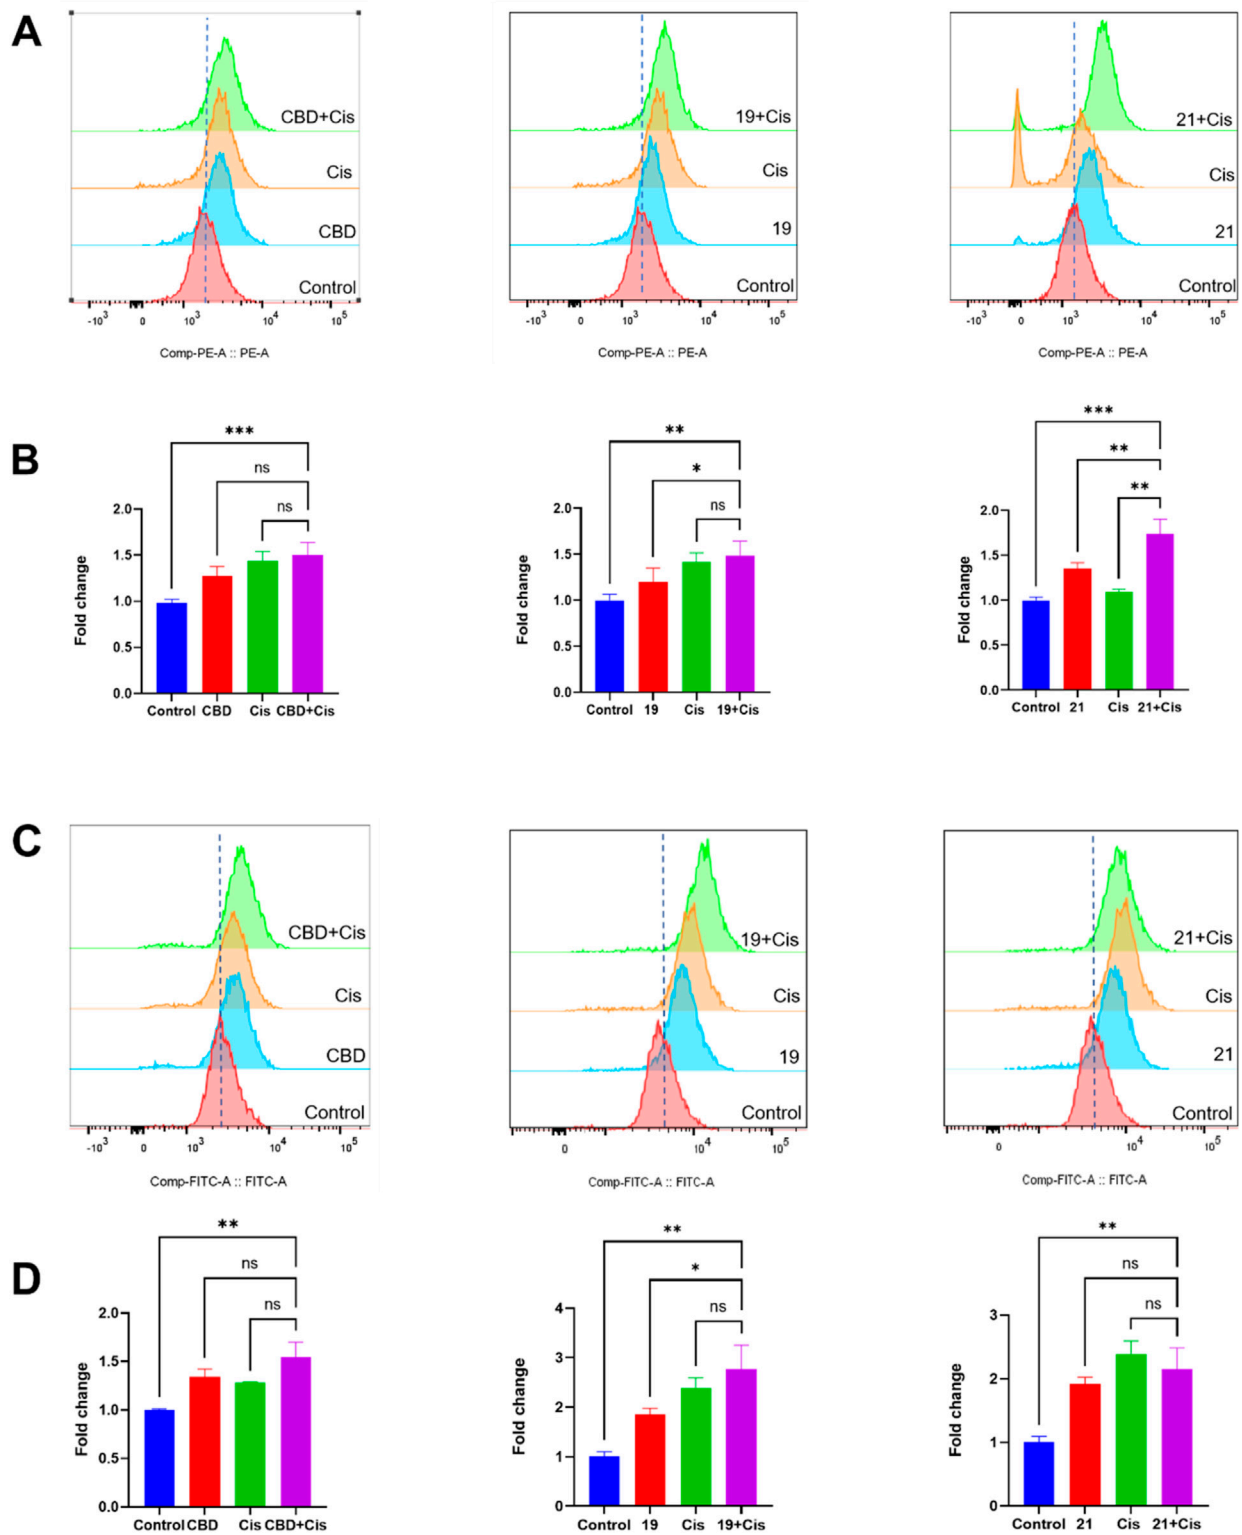 A
CBD+Cis
Cis
CBD
Control
-10³ 0 10³ 10⁴ 10⁵
Comp-PE-A :: PE-A
19+Cis
Cis
19
Control
-10³ 0 10³ 10⁴ 10⁵
Comp-PE-A :: PE-A
21+Cis
Cis
21
Control
-10³ 0 10³ 10⁴ 10⁵
Comp-PE-A :: PE-A
B
***
ns
ns
2.0
1.5
1.0
0.5
0.0
Fold change
Control CBD Cis CBD+Cis
**
*
ns
2.0
1.5
1.0
0.5
0.0
Fold change
Control 19 Cis 19+Cis
***
**
**
2.0
1.5
1.0
0.5
0.0
Fold change
Control 21 Cis 21+Cis
C
CBD+Cis
Cis
CBD
Control
-10³ 0 10³ 10⁴ 10⁵
Comp-FITC-A :: FITC-A
19+Cis
Cis
19
Control
0 10⁴ 10⁵
Comp-FITC-A :: FITC-A
21+Cis
Cis
21
Control
0 10⁴ 10⁵
Comp-FITC-A :: FITC-A
D
**
ns
ns
2.0
1.5
1.0
0.5
0.0
Fold change
Control CBD Cis CBD+Cis
**
*
ns
4
3
2
1
0
Fold change
Control 19 Cis 19+Cis
**
ns
ns
3
2
1
0
Fold change
Control 21 Cis 21+Cis